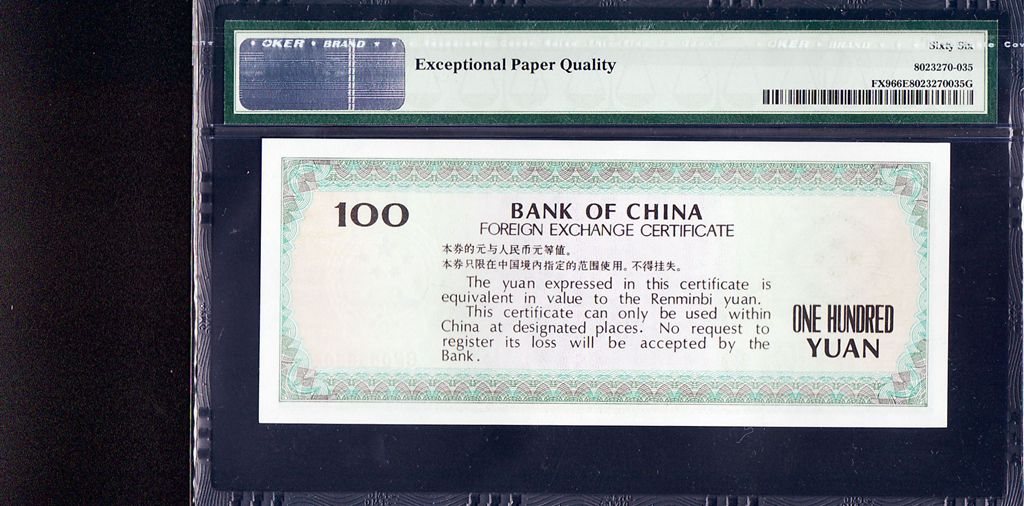 OKER BRAND
OKER BRAND
Sixty Six
Exceptional Paper Quality
8023270-035
FX966E8023270035G
100
BANK OF CHINA
FOREIGN EXCHANGE CERTIFICATE
本券的元与人民币元等值。
本券只限在中国境内指定的范围使用。不得挂失。
The yuan expressed in this certificate is
equivalent in value to the Renminbi yuan.
This certificate can only be used within
China at designated places. No request to
register its loss will be accepted by the
Bank.
ONE HUNDRED
YUAN